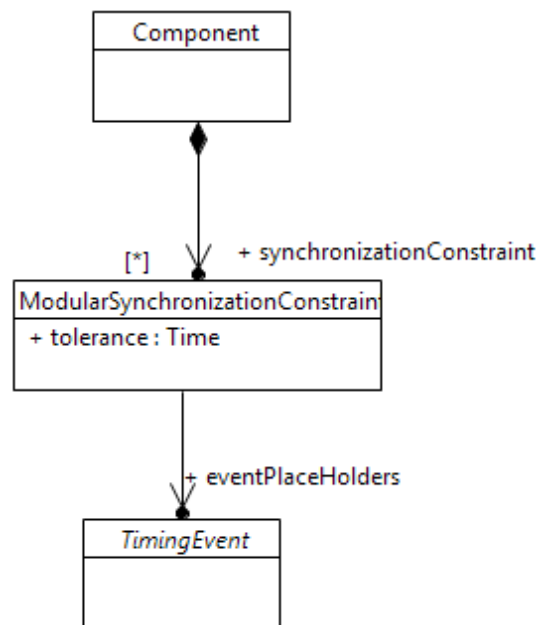 Component
+ synchronizationConstraint
[*]
ModularSynchronizationConstraint
+ tolerance : Time
+ eventPlaceHolders
TimingEvent